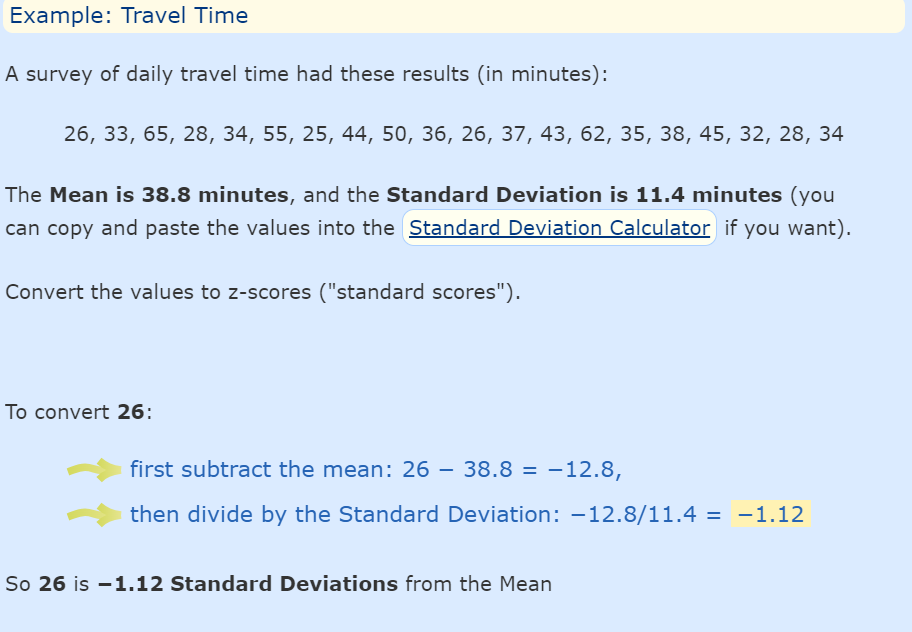 Example: Travel Time
A survey of daily travel time had these results (in minutes):
26, 33, 65, 28, 34, 55, 25, 44, 50, 36, 26, 37, 43, 62, 35, 38, 45, 32, 28, 34
The Mean is 38.8 minutes, and the Standard Deviation is 11.4 minutes (you
can copy and paste the values into the Standard Deviation Calculator if you want).
Convert the values to z-scores ("standard scores").
To convert 26:
first subtract the mean: 26 − 38.8 = −12.8,
then divide by the Standard Deviation: −12.8/11.4 = −1.12
So 26 is −1.12 Standard Deviations from the Mean